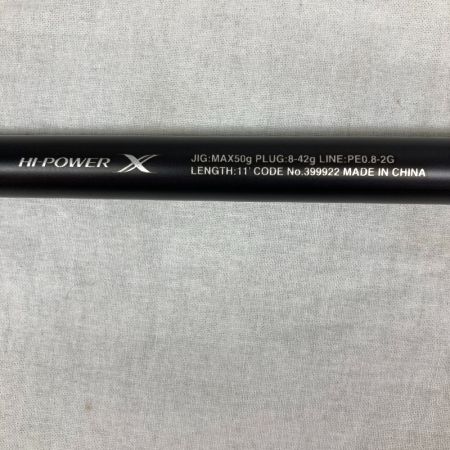 HI-POWER X
JIG:MAX50g PLUG:8-42g LINE:PE0.8-2G
LENGTH:11' CODE No.399922 MADE IN CHINA